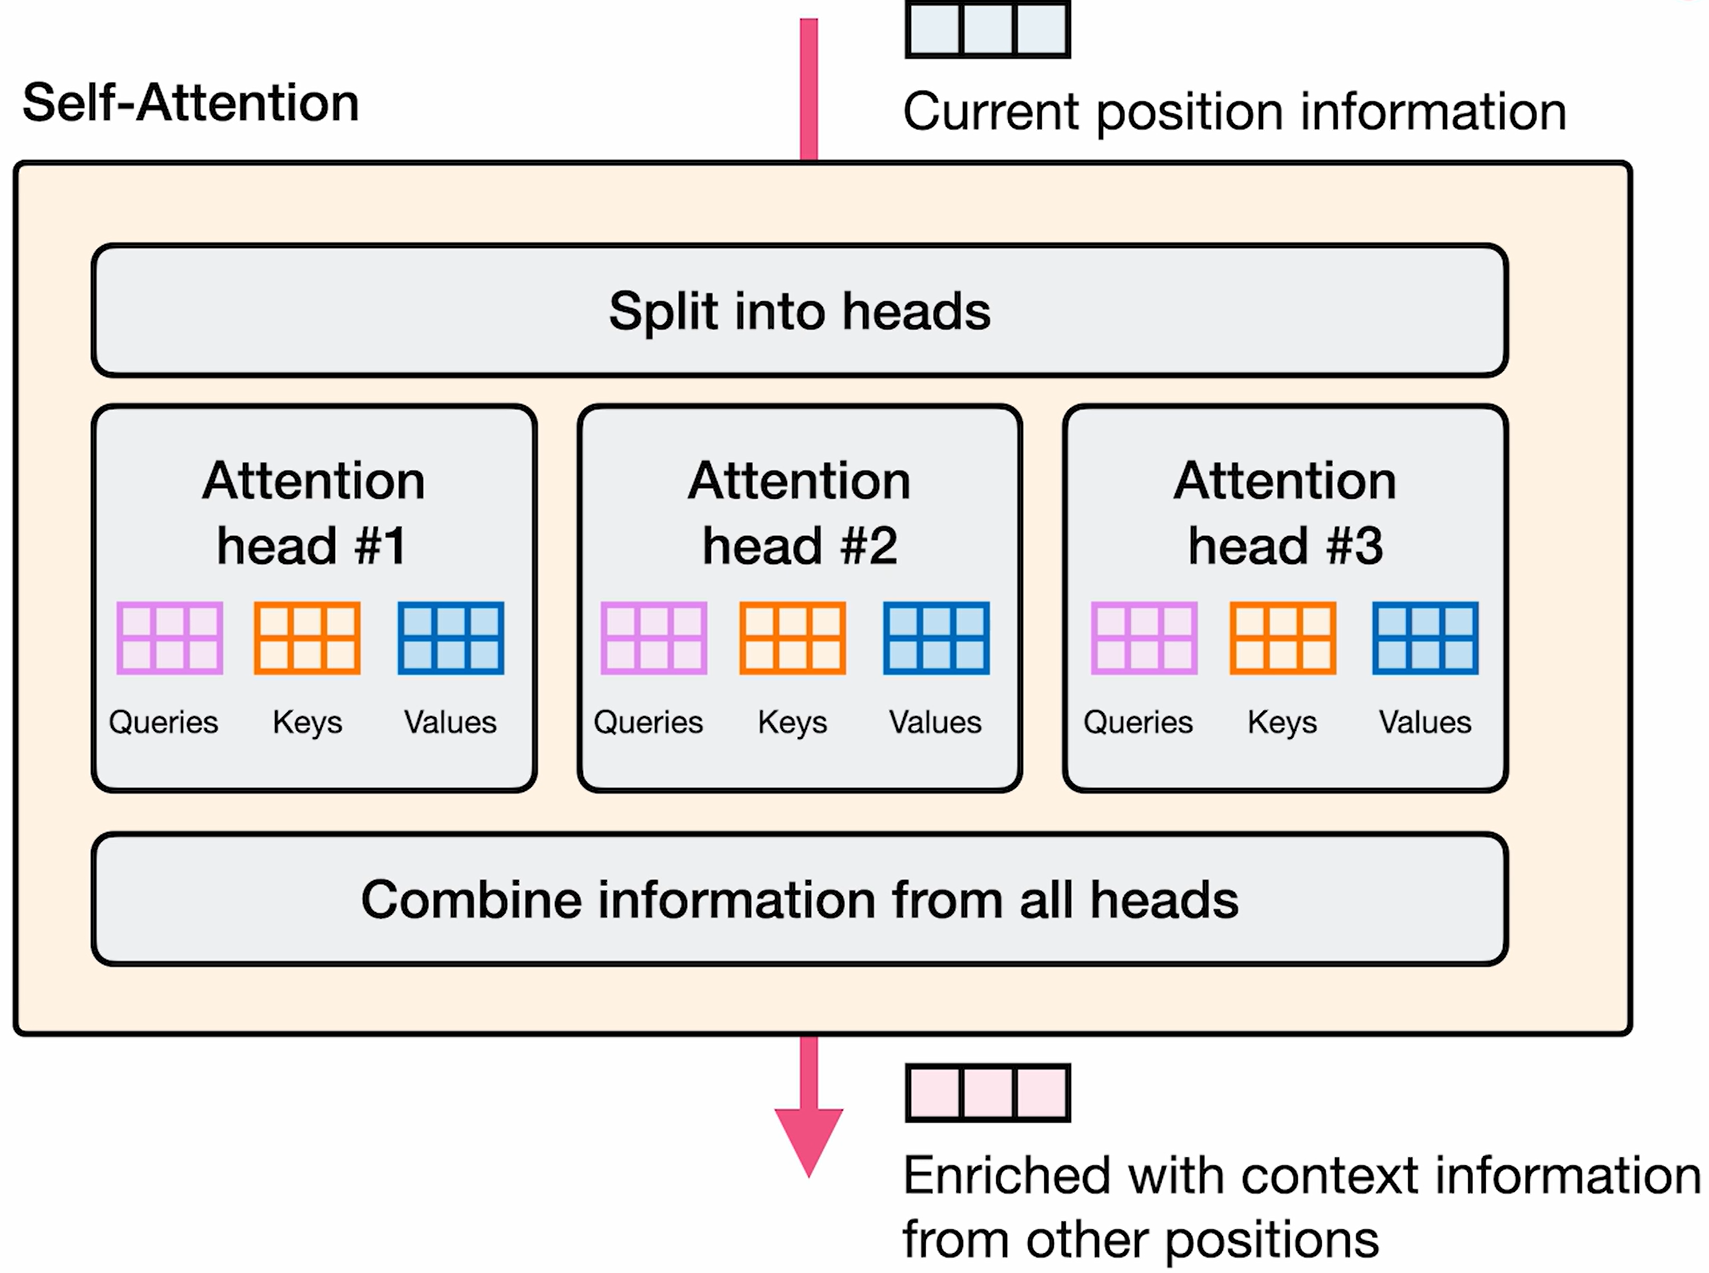 Self-Attention
Current position information
Split into heads
Attention
head #1
Queries Keys Values
Attention
head #2
Queries Keys Values
Attention
head #3
Queries Keys Values
Combine information from all heads
Enriched with context information
from other positions